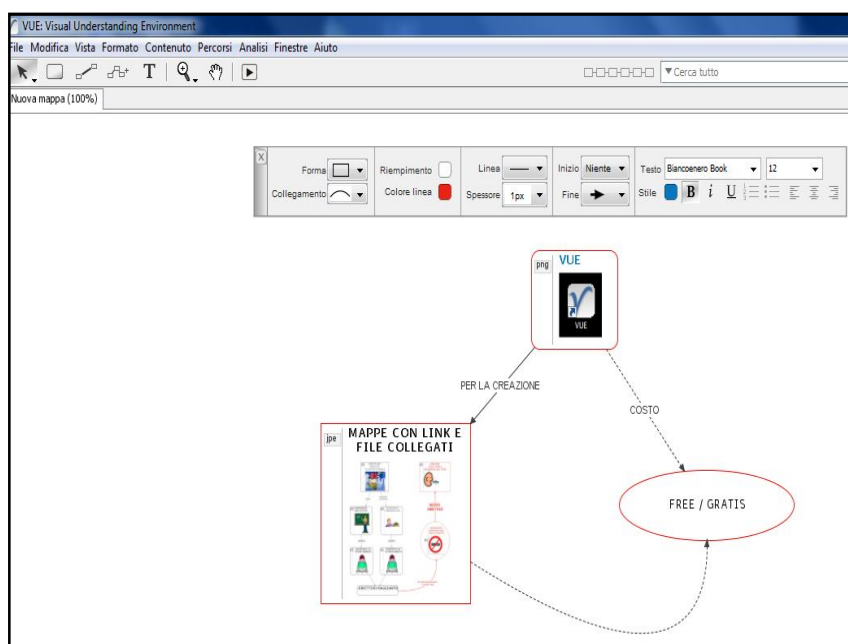 VUE: Visual Understanding Environment
File Modifica Vista Formato Contenuto Percorsi Analisi Finestre Aiuto
T
Cerca tutto
Nuova mappa (100%)
X
Forma Riempimento Linea Inizio Niente Testo Biancoenero Book 12
Collegamento Colore linea Spessore 1px Fine Stile B i U
png VUE
VUE
PER LA CREAZIONE
COSTO
jpe MAPPE CON LINK E
FILE COLLEGATI
FREE / GRATIS